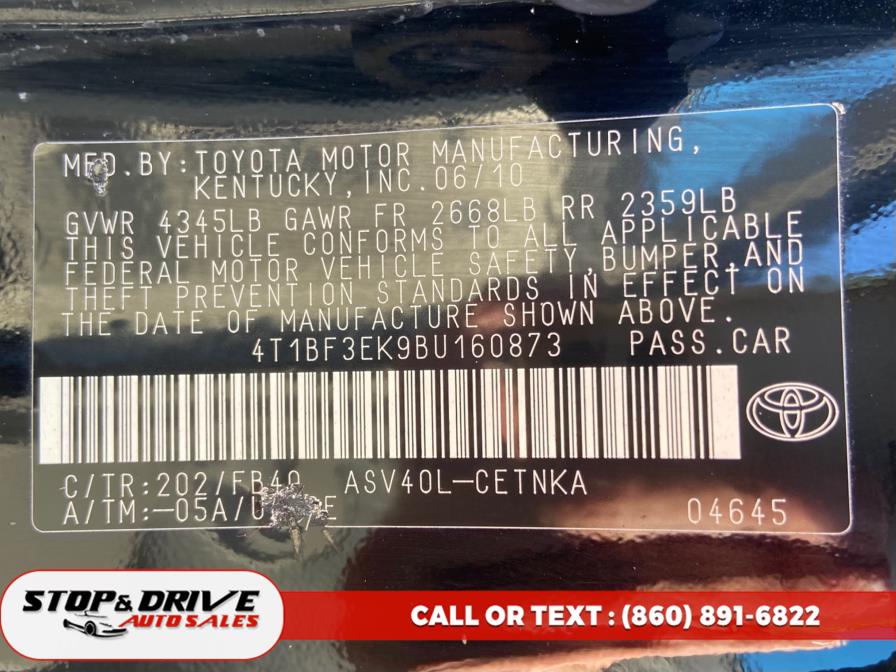 MFD.BY:TOYOTA MOTOR MANUFACTURING,
KENTUCKY,INC.06/10
GVWR 4345LB GAWR FR 2668LB RR 2359LB
THIS VEHICLE CONFORMS TO ALL APPLICABLE
FEDERAL MOTOR VEHICLE SAFETY,BUMPER,AND
THEFT PREVENTION STANDARDS IN EFFECT ON
THE DATE OF MANUFACTURE SHOWN ABOVE.
4T1BF3EK9BU160873 PASS.CAR
C/TR:202/FB40 ASV40L-CETNKA
A/TM:-05A/
04645
STOP & DRIVE
AUTO SALES
CALL OR TEXT : (860) 891-6822